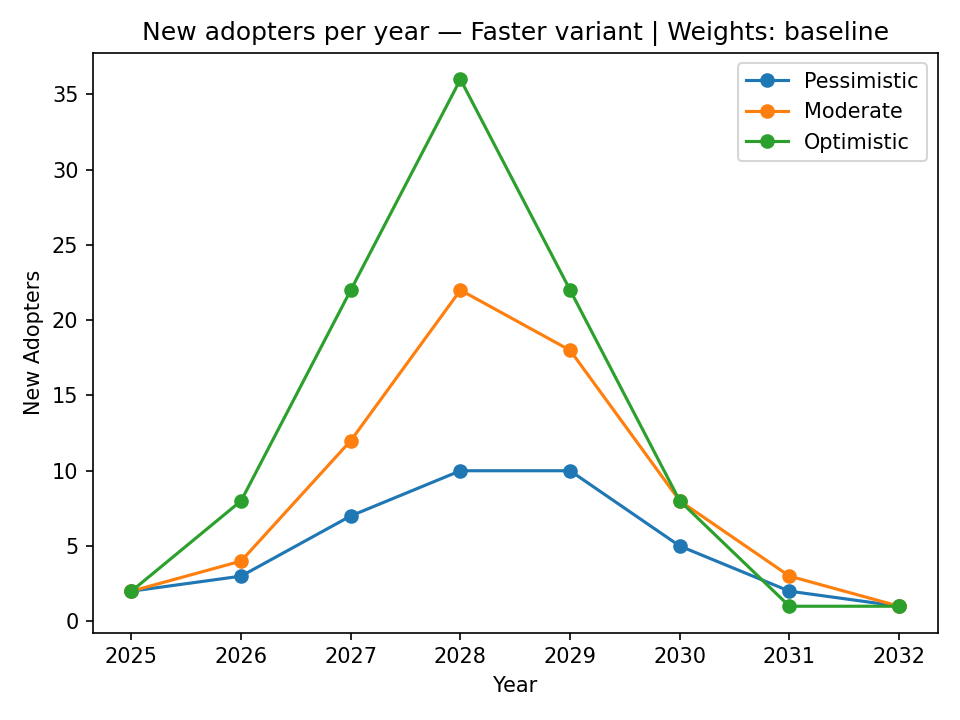 New adopters per year — Faster variant | Weights: baseline
Pessimistic
Moderate
Optimistic
New Adopters
35
30
25
20
15
10
5
0
2025 2026 2027 2028 2029 2030 2031 2032
Year